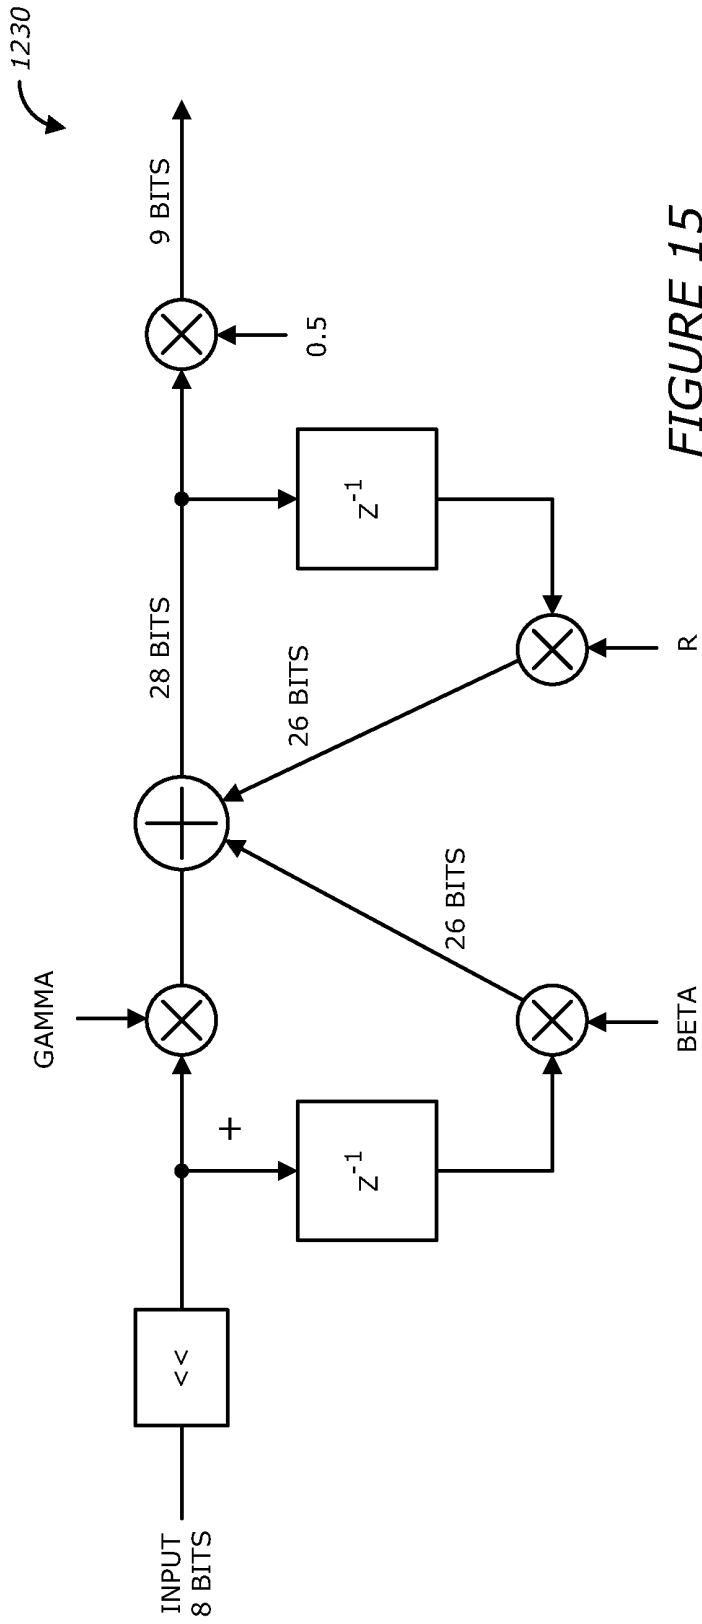 1230
INPUT
8 BITS
<<
+
Z-1
GAMMA
BETA
26 BITS
26 BITS
28 BITS
Z-1
R
0.5
9 BITS
FIGURE 15